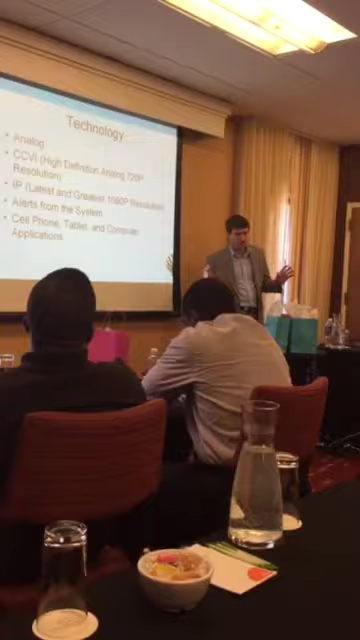 Technology
• Analog
• CCVI (High Definition Analog 720P
Resolution)
• IP (Latest and Greatest 1080P Resolution)
• Alerts from the System
• Cell Phone, Tablet, and Computer
Applications